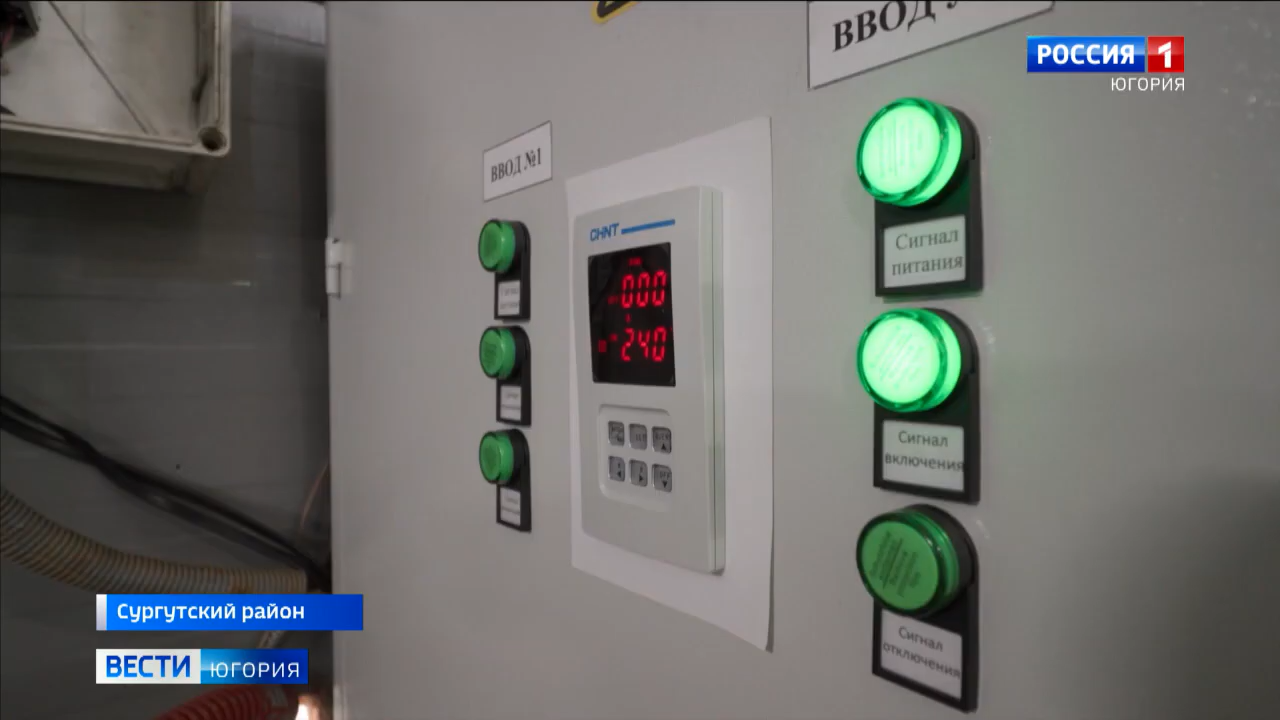 ВВОД
РОССИЯ 1
ЮГОРИЯ
ВВОД №1
CHNT
000
240
Сигнал
питания
Сигнал
включения
Сигнал
отключения
Сургутский район
ВЕСТИ ЮГОРИЯ